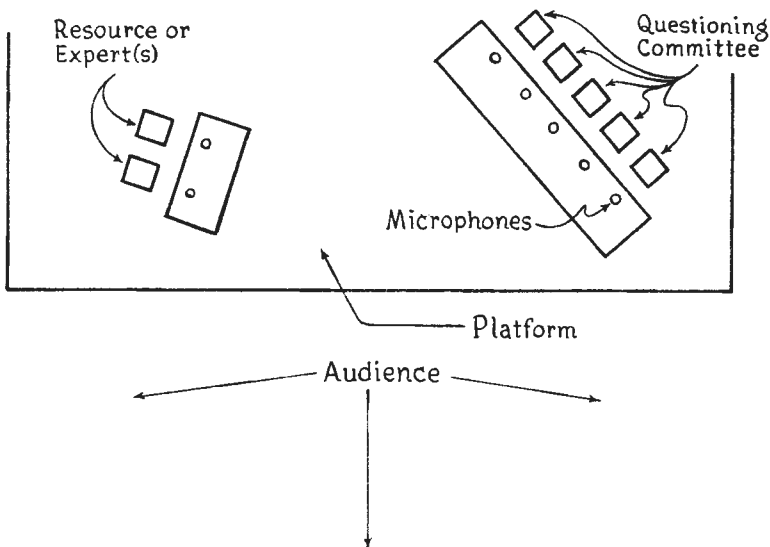 Resource or
Expert(s)
Questioning
Committee
Microphones
Platform
Audience